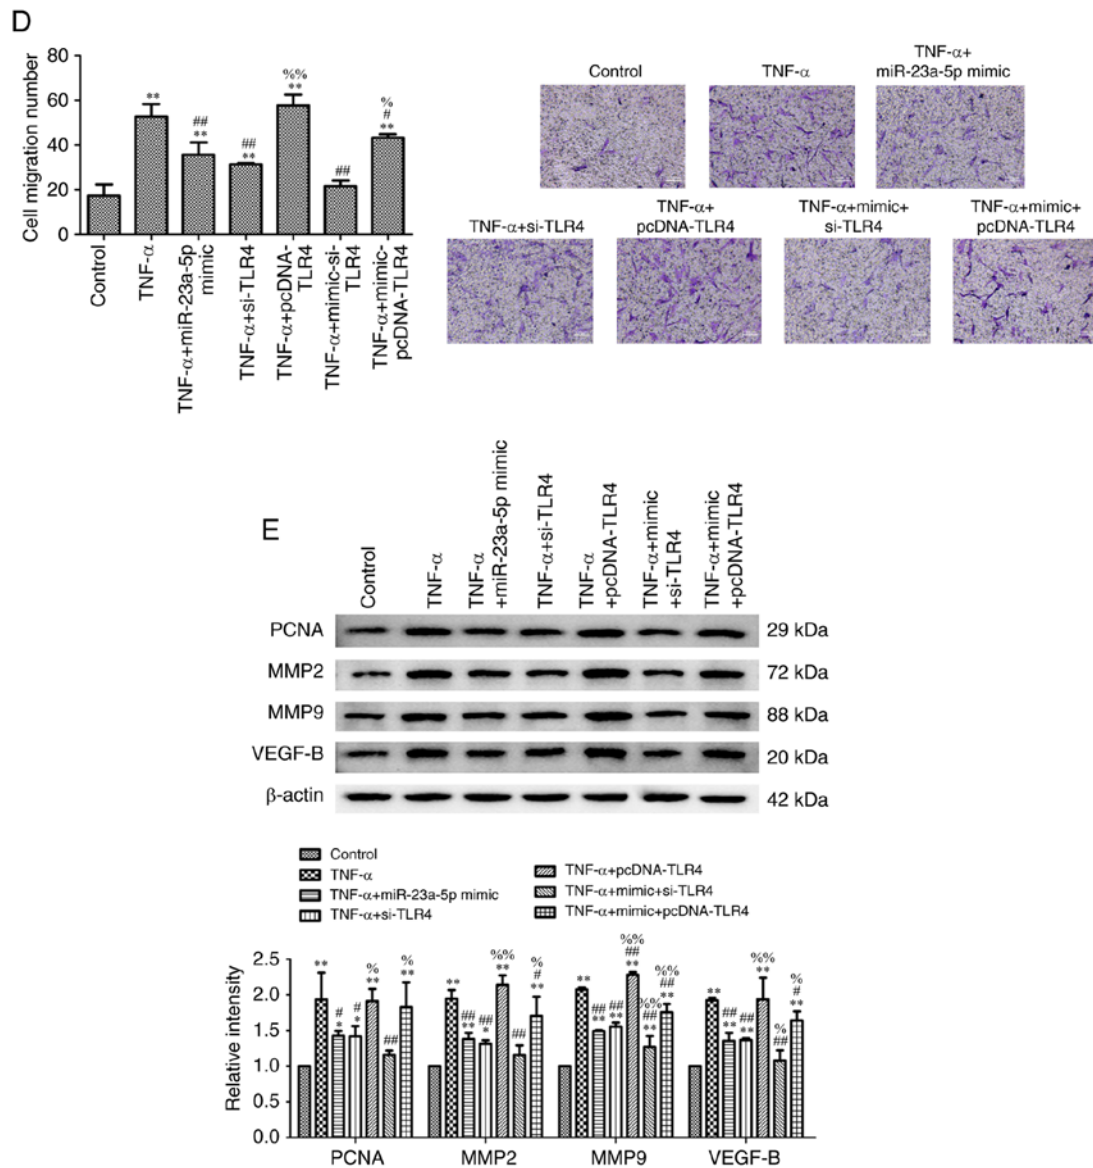 D
80
60
40
20
0
Cell migration number
**
##
**
##
**
%%
**
##
%
#
**
Control
TNF-α
TNF-α+miR-23a-5p
mimic
TNF-α+si-TLR4
TNF-α+pcDNA-
TLR4
TNF-α+mimic-si-
TLR4
TNF-α+mimic-
pcDNA-TLR4
Control
TNF-α
TNF-α+
miR-23a-5p mimic
TNF-α+si-TLR4
TNF-α+
pcDNA-TLR4
TNF-α+mimic+
si-TLR4
TNF-α+mimic+
pcDNA-TLR4
E
Control
TNF-α
TNF-α
+miR-23a-5p mimic
TNF-α+si-TLR4
TNF-α
+pcDNA-TLR4
TNF-α+mimic
+si-TLR4
TNF-α+mimic
+pcDNA-TLR4
PCNA 29 kDa
MMP2 72 kDa
MMP9 88 kDa
VEGF-B 20 kDa
β-actin 42 kDa
Control
TNF-α
TNF-α+miR-23a-5p mimic
TNF-α+si-TLR4
TNF-α+pcDNA-TLR4
TNF-α+mimic+si-TLR4
TNF-α+mimic+pcDNA-TLR4
Relative intensity
2.5
2.0
1.5
1.0
0.5
0.0
**
#
*
#
*
%
**
##
%
**
**
##
**
##
*
%%
**
##
%
#
**
**
##
**
##
**
%%
##
**
%%
##
**
%%
##
**
**
##
**
##
**
%%
**
%
##
%
#
**
PCNA MMP2 MMP9 VEGF-B